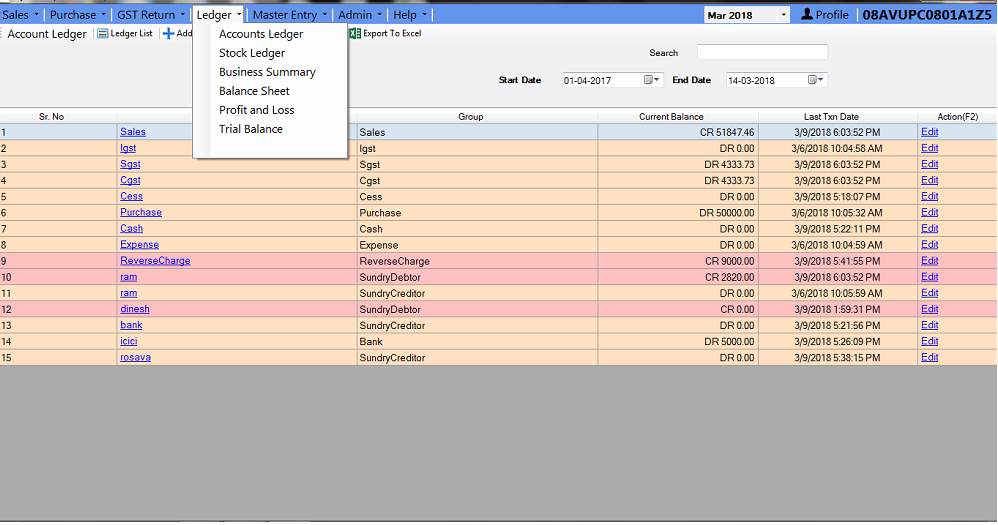 Sales Purchase GST Return Ledger Master Entry Admin Help Mar 2018 Profile 08AVUPC0801A1Z5
Account Ledger Ledger List Add Export To Excel
Accounts Ledger
Stock Ledger
Business Summary
Balance Sheet
Profit and Loss
Trial Balance
Search
Start Date 01-04-2017 End Date 14-03-2018
Sr. No Group Current Balance Last Txn Date Action(F2)
1 Sales Sales CR 51847.46 3/9/2018 6:03:52 PM Edit
2 Igst Igst DR 0.00 3/6/2018 10:04:58 AM Edit
3 Sgst Sgst DR 4333.73 3/9/2018 6:03:52 PM Edit
4 Cgst Cgst DR 4333.73 3/9/2018 6:03:52 PM Edit
5 Cess Cess DR 0.00 3/9/2018 5:18:07 PM Edit
6 Purchase Purchase DR 50000.00 3/6/2018 10:05:32 AM Edit
7 Cash Cash DR 0.00 3/9/2018 5:22:11 PM Edit
8 Expense Expense DR 0.00 3/6/2018 10:04:59 AM Edit
9 ReverseCharge ReverseCharge CR 9000.00 3/9/2018 5:41:55 PM Edit
10 ram SundryDebtor CR 2820.00 3/9/2018 6:03:52 PM Edit
11 ram SundryCreditor DR 0.00 3/6/2018 10:05:59 AM Edit
12 dinesh SundryDebtor CR 0.00 3/9/2018 1:59:31 PM Edit
13 bank SundryCreditor DR 0.00 3/9/2018 5:21:56 PM Edit
14 icici Bank DR 5000.00 3/9/2018 5:26:09 PM Edit
15 rosava SundryCreditor DR 0.00 3/9/2018 5:38:15 PM Edit